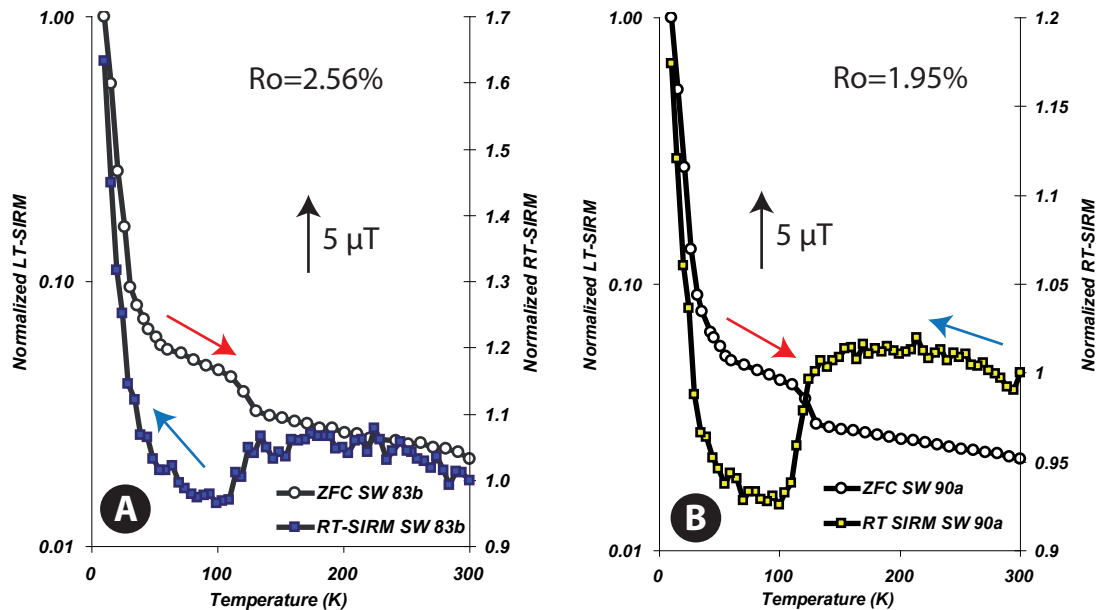 1.00
0.10
0.01
Normalized LT-SIRM
Ro=2.56%
5 µT
A
ZFC SW 83b
RT-SIRM SW 83b
1.7
1.6
1.5
1.4
1.3
1.2
1.1
1.0
0.9
Normalized RT-SIRM
0
100
200
300
Temperature (K)
1.00
0.10
0.01
Normalized LT-SIRM
Ro=1.95%
5 µT
B
ZFC SW 90a
RT SIRM SW 90a
1.2
1.15
1.1
1.05
1
0.95
0.9
Normalized RT-SIRM
0
100
200
300
Temperature (K)